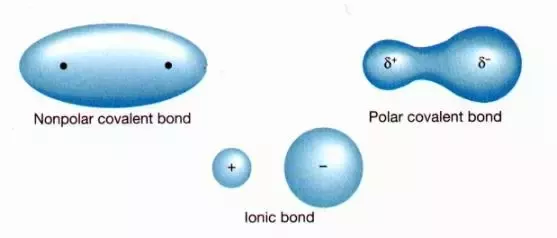 δ+ δ−
Nonpolar covalent bond
Polar covalent bond
+ −
Ionic bond